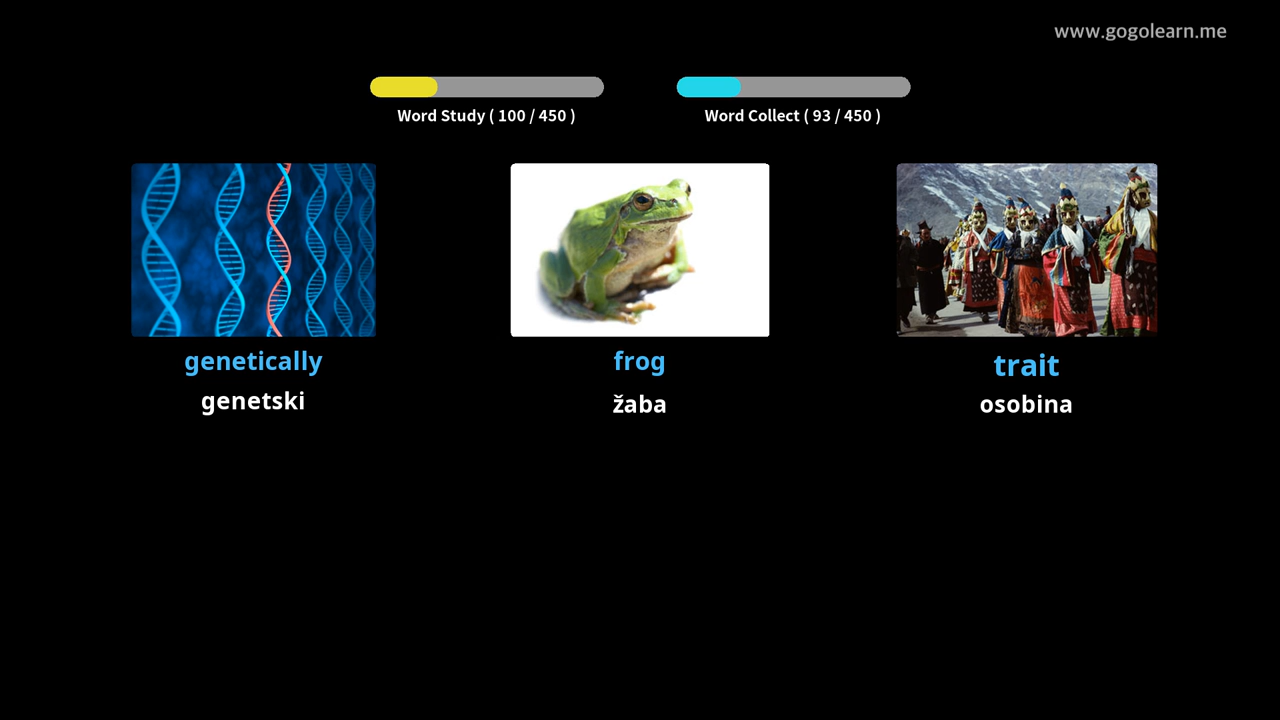 www.gogolearn.me
Word Study ( 100 / 450 )
Word Collect ( 93 / 450 )
genetically
genetski
frog
žaba
trait
osobina